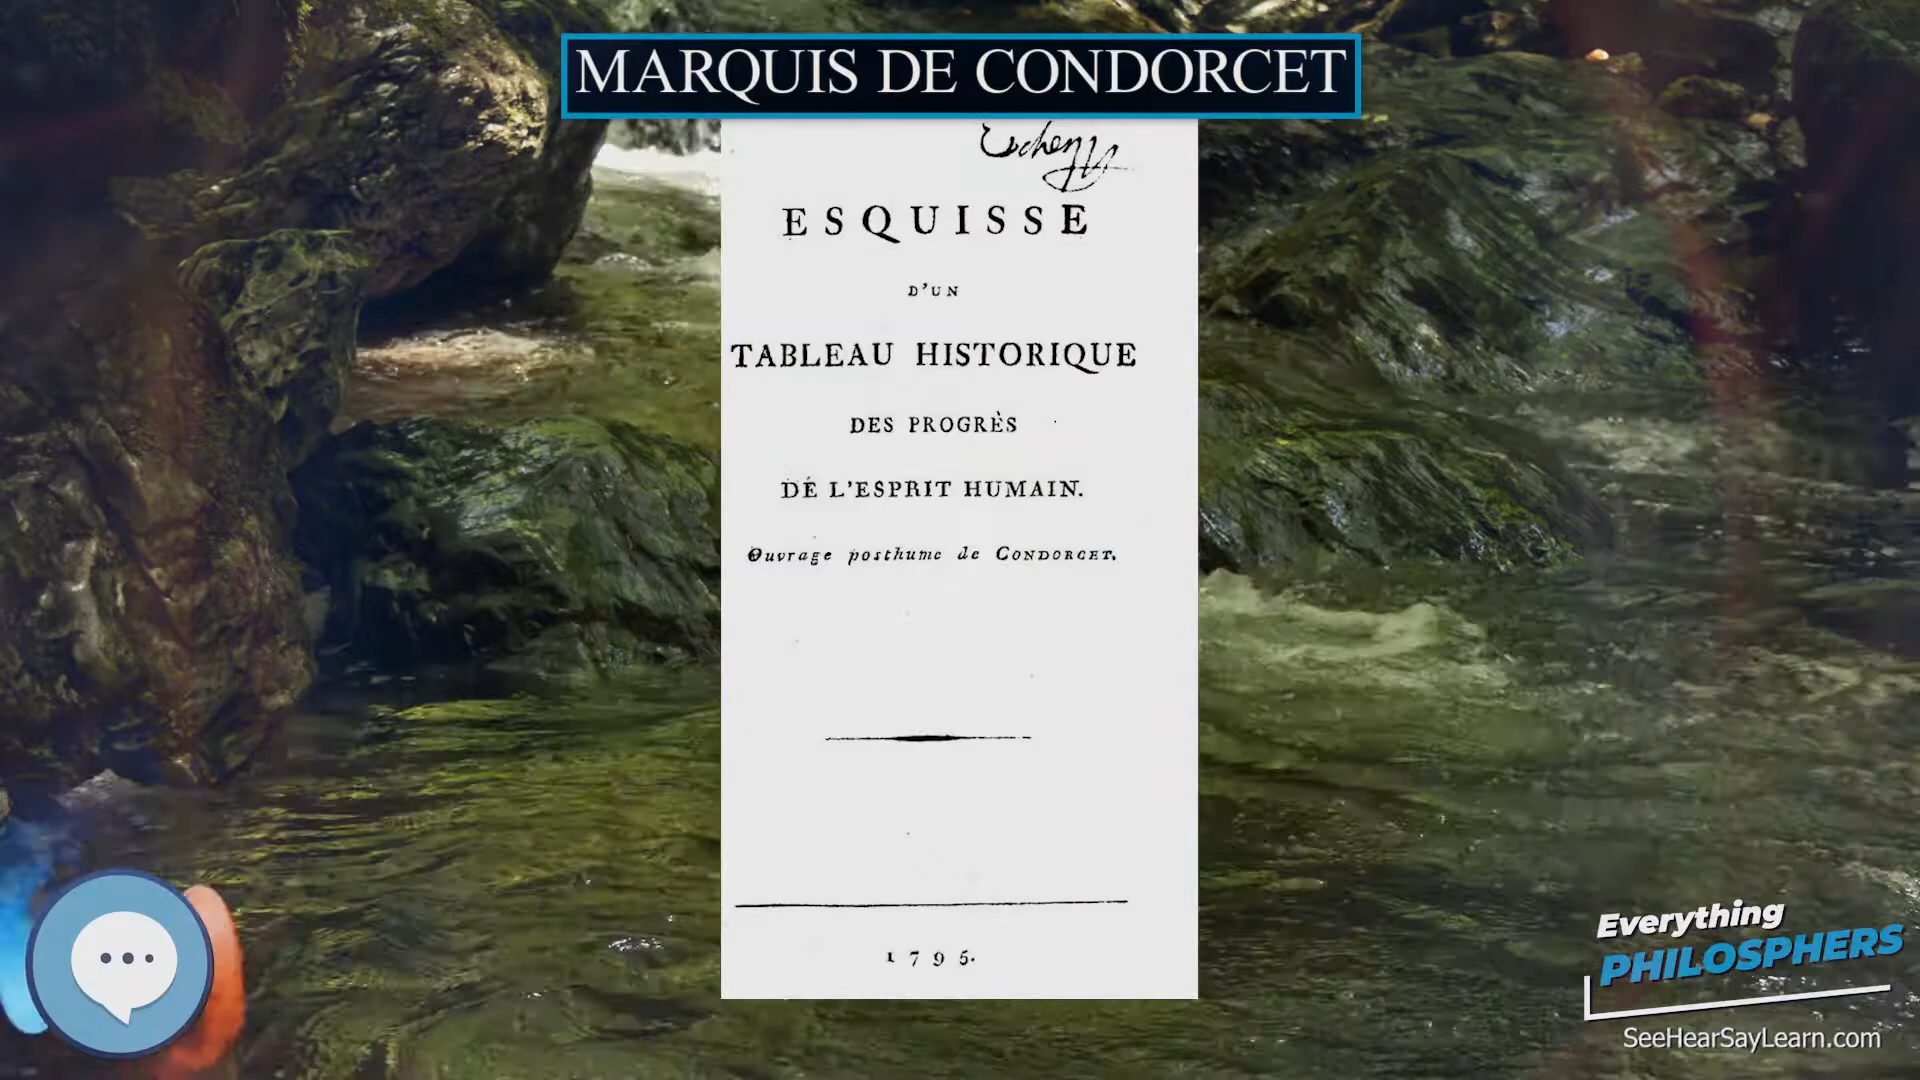 MARQUIS DE CONDORCET
ESQUISSE
D'UN
TABLEAU HISTORIQUE
DES PROGRÈS
DÉ L'ESPRIT HUMAIN.
Ouvrage posthume de CONDORCET.
1795.
Everything
PHILOSPHERS
SeeHearSayLearn.com